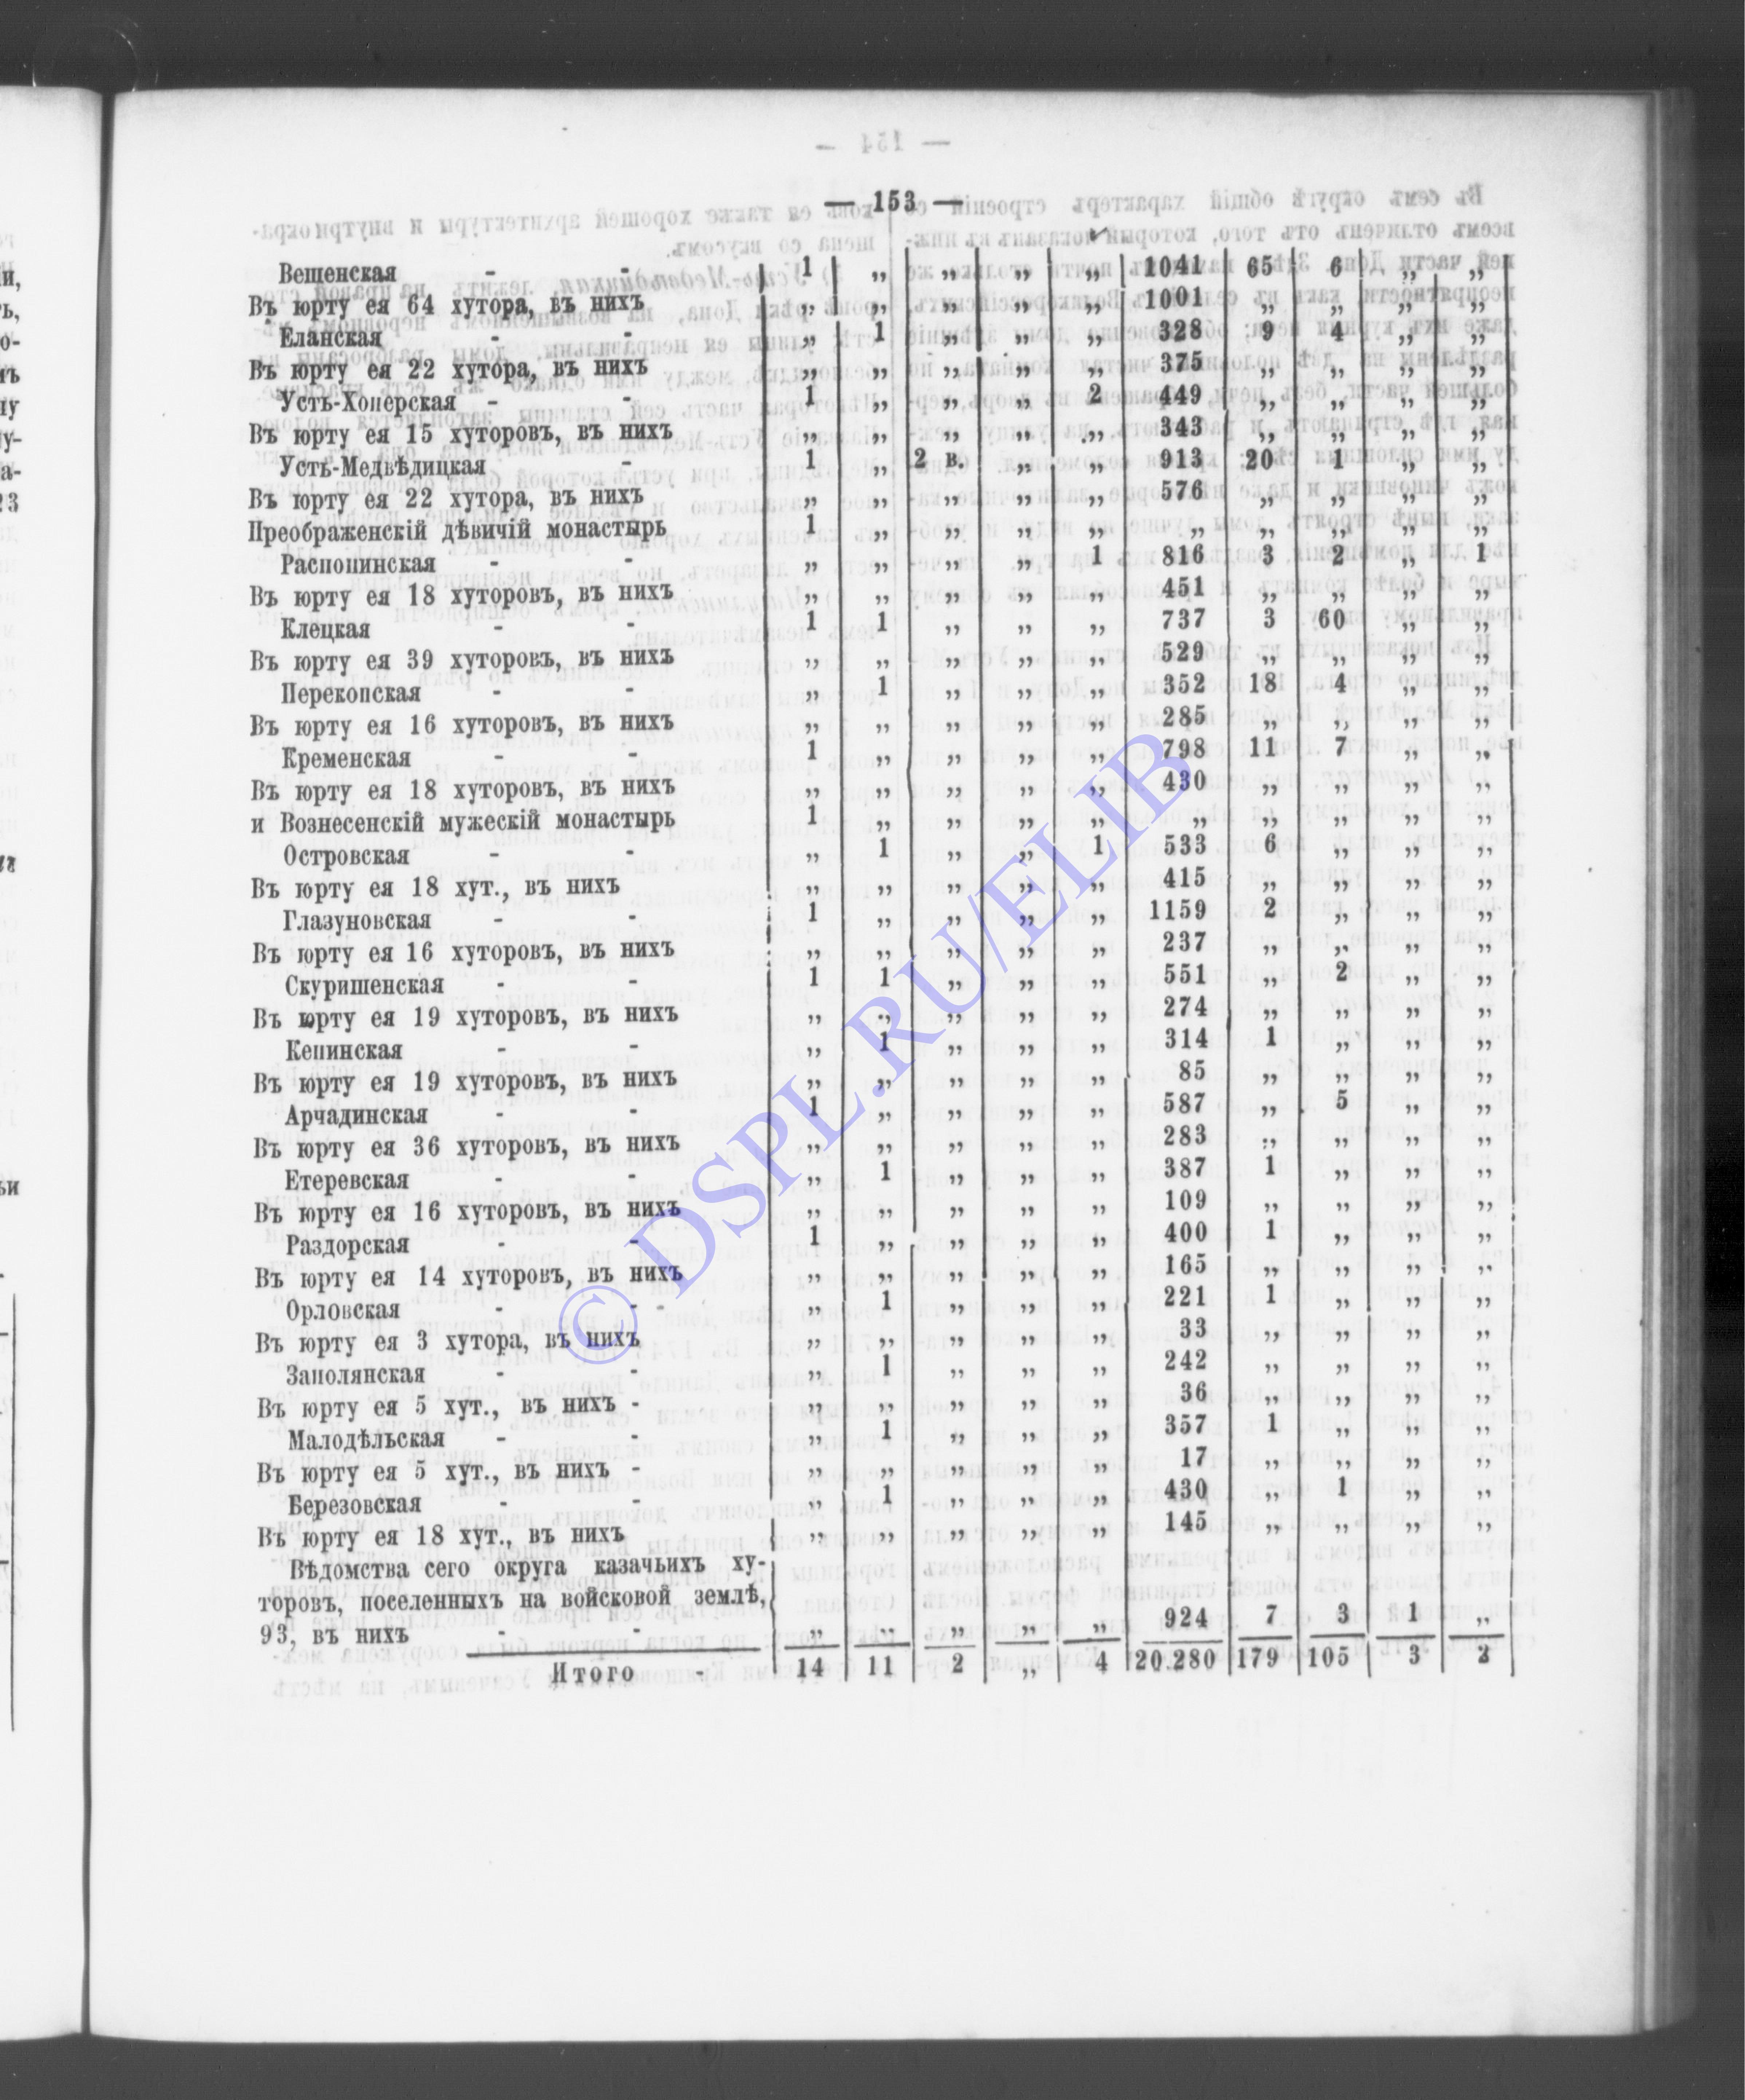 — 153 —
Вещенская - - 1 „ „ „ „ 1041 65 6 „ „
Въ юрту ея 64 хутора, въ нихъ „ „ „ „ „ 1001 „ „ „ „
Еланская - - „ 1 „ „ „ 328 9 4 „ „
Въ юрту ея 22 хутора, въ нихъ „ „ „ „ „ 375 „ „ „ „
Усть-Хоперская - - 1 „ „ „ 2 449 „ „ „ „
Въ юрту ея 15 хуторовъ, въ нихъ „ „ „ „ „ 343 „ „ „ „
Усть-Медвѣдицкая - 1 „ 2 в. „ „ 913 20 1 „ „
Въ юрту ея 22 хутора, въ нихъ „ „ „ „ „ 576 „ „ „ „
Преображенскій дѣвичій монастырь 1 „ „ „ „ „ „ „ „ „
Распопинская - - „ „ „ „ 1 816 3 2 „ 1
Въ юрту ея 18 хуторовъ, въ нихъ „ „ „ „ „ 451 „ „ „ „
Клецкая - - 1 1 „ „ „ 737 3 60 „ „
Въ юрту ея 39 хуторовъ, въ нихъ „ „ „ „ „ 529 „ „ „ „
Перекопская - - „ 1 „ „ „ 352 18 4 „ „
Въ юрту ея 16 хуторовъ, въ нихъ „ „ „ „ „ 285 „ „ „ „
Кременская - - 1 „ „ „ „ 798 11 7 „ „
Въ юрту ея 18 хуторовъ, въ нихъ „ „ „ „ „ 430 „ „ „ „
и Вознесенскій мужескій монастырь 1 „ „ „ „ „ „ „ „ „
Островская - - „ 1 „ „ 1 533 6 „ „ „
Въ юрту ея 18 хут., въ нихъ „ „ „ „ „ 415 „ „ „ „
Глазуновская - - 1 „ „ „ „ 1159 2 „ „ „
Въ юрту ея 16 хуторовъ, въ нихъ „ „ „ „ „ 237 „ „ „ „
Скуришенская - - 1 1 „ „ „ 551 „ 2 „ „
Въ юрту ея 19 хуторовъ, въ нихъ „ „ „ „ „ 274 „ „ „ „
Кепинская - - „ 1 „ „ „ 314 1 „ „ „
Въ юрту ея 19 хуторовъ, въ нихъ „ „ „ „ „ 85 „ „ „ „
Арчадинская - - 1 „ „ „ „ 587 „ 5 „ „
Въ юрту ея 36 хуторовъ, въ нихъ „ „ „ „ „ 283 „ „ „ „
Етеревская - - „ 1 „ „ „ 387 1 „ „ „
Въ юрту ея 16 хуторовъ, въ нихъ „ „ „ „ „ 109 „ „ „ „
Раздорская - - 1 „ „ „ „ 400 1 „ „ „
Въ юрту ея 14 хуторовъ, въ нихъ „ „ „ „ „ 165 „ „ „ „
Орловская - - „ 1 „ „ „ 221 1 „ „ „
Въ юрту ея 3 хутора, въ нихъ „ „ „ „ „ 33 „ „ „ „
Заполянская - - „ 1 „ „ „ 242 „ „ „ „
Въ юрту ея 5 хут., въ нихъ - „ „ „ „ „ 36 „ „ „ „
Малодѣльская - - „ 1 „ „ „ 357 1 „ „ „
Въ юрту ея 5 хут., въ нихъ - „ „ „ „ „ 17 „ „ „ „
Березовская - - „ 1 „ „ „ 430 „ 1 „ „
Въ юрту ея 18 хут., въ нихъ „ „ „ „ „ 145 „ „ „ „
Вѣдомства сего округа казачьихъ ху-
торовъ, поселенныхъ на войсковой землѣ,
93, въ нихъ - - „ „ „ „ „ 924 7 3 1 „
Итого - 14 11 2 „ 4 20.280 179 105 3 3
© DSPL.RU/ELIB